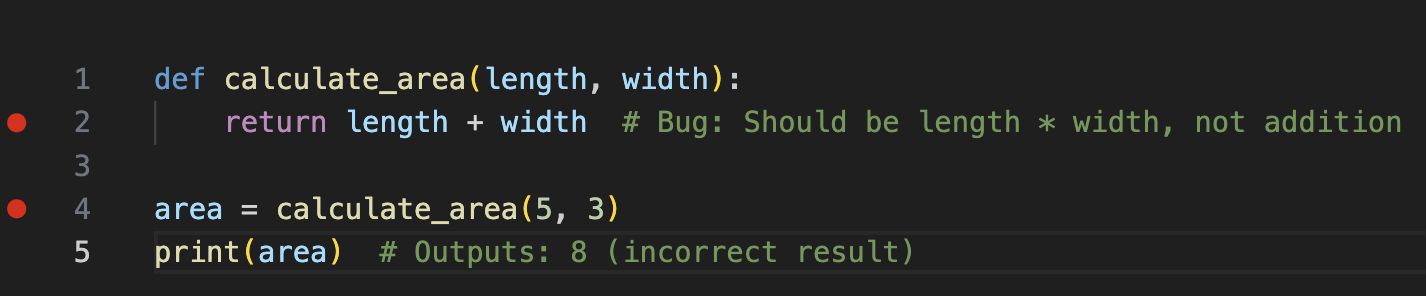 1 def calculate_area(length, width):
2     return length + width  # Bug: Should be length * width, not addition
3
4 area = calculate_area(5, 3)
5 print(area)  # Outputs: 8 (incorrect result)